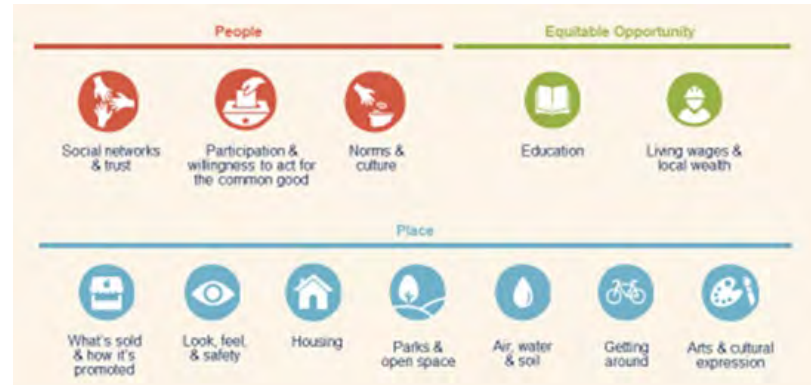 People
Equitable Opportunity
Social networks
& trust
Participation &
willingness to act for
the common good
Norms &
culture
Education
Living wages &
local wealth
Place
What's sold
& how it's
promoted
Look, feel,
& safety
Housing
Parks &
open space
Air, water
& soil
Getting
around
Arts & cultural
expression